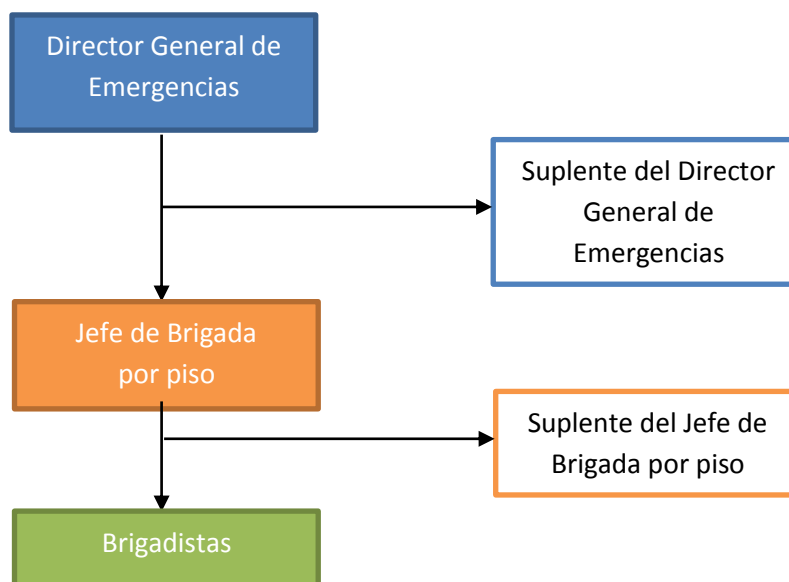 Director General de
Emergencias
Suplente del Director
General de
Emergencias
Jefe de Brigada
por piso
Suplente del Jefe de
Brigada por piso
Brigadistas